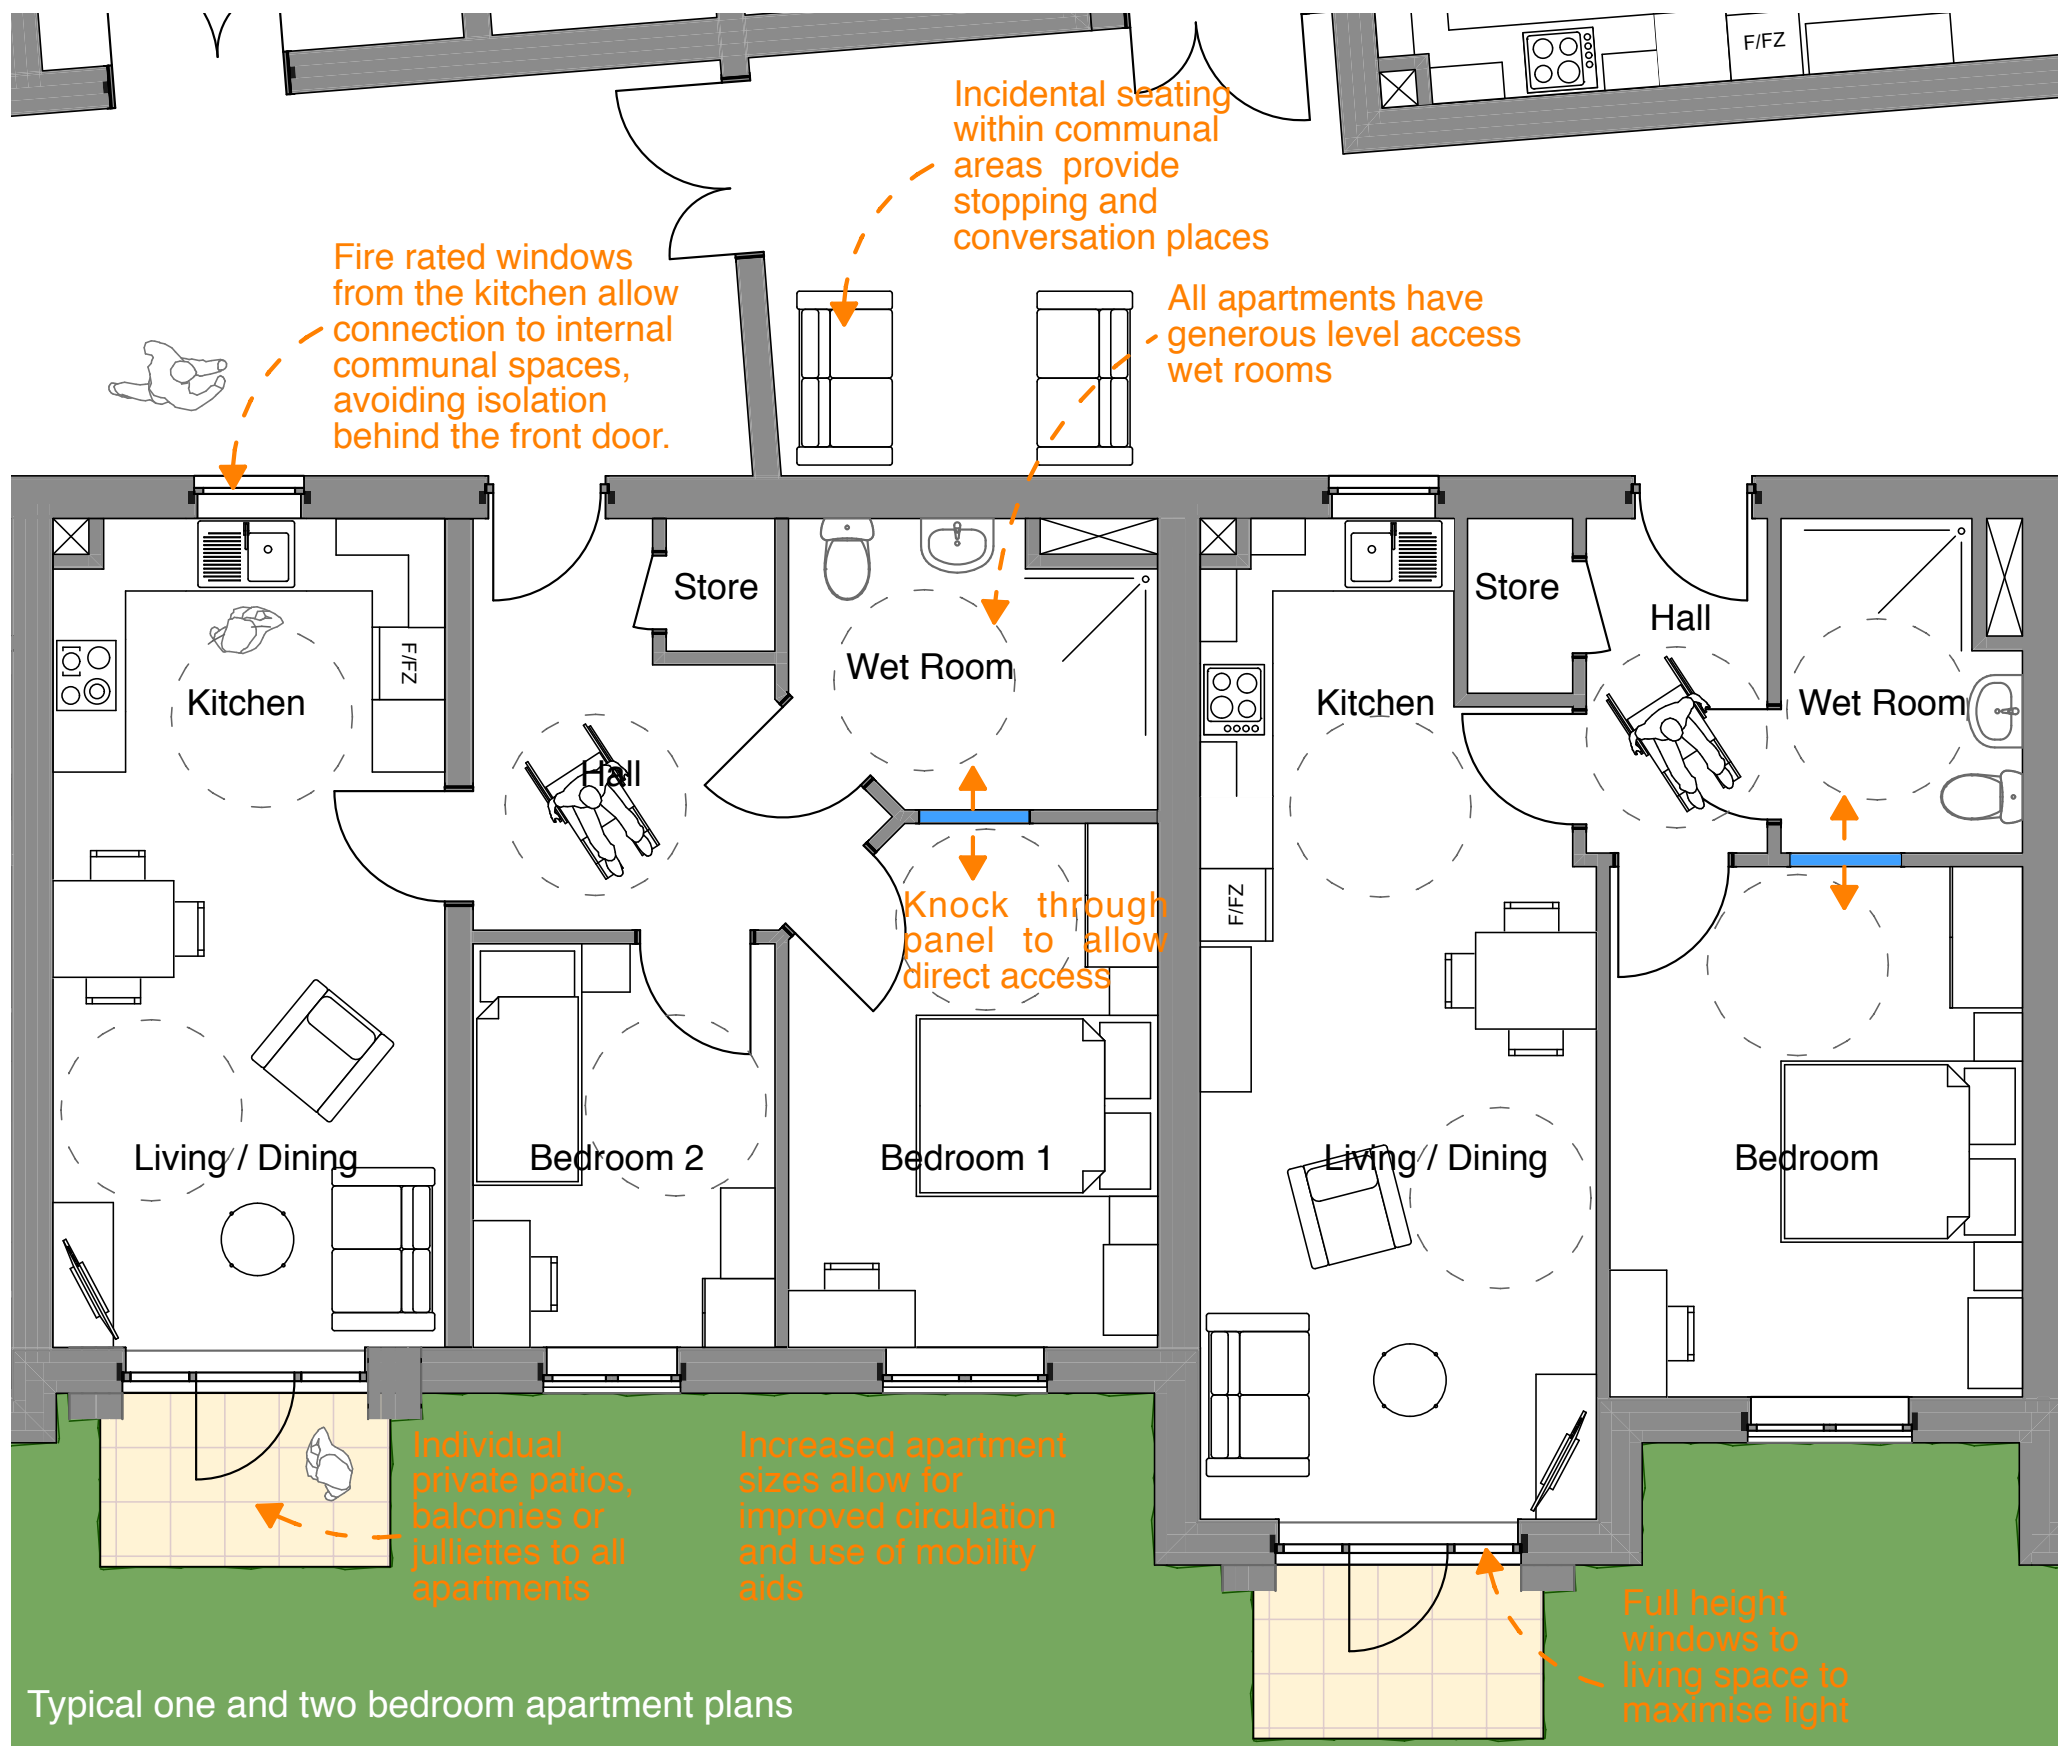 F/FZ
Incidental seating
within communal
areas provide
stopping and
conversation places
Fire rated windows
from the kitchen allow
connection to internal
communal spaces,
avoiding isolation
behind the front door.
All apartments have
generous level access
wet rooms
Store
Wet Room
Kitchen
F/FZ
Hall
Store
Hall
Kitchen
Wet Room
F/FZ
Knock through
panel to allow
direct access
Living / Dining
Bedroom 2
Bedroom 1
Living / Dining
Bedroom
Individual
private patios,
balconies or
julliettes to all
apartments
Increased apartment
sizes allow for
improved circulation
and use of mobility
aids
Full height
windows to
living space to
maximise light
Typical one and two bedroom apartment plans